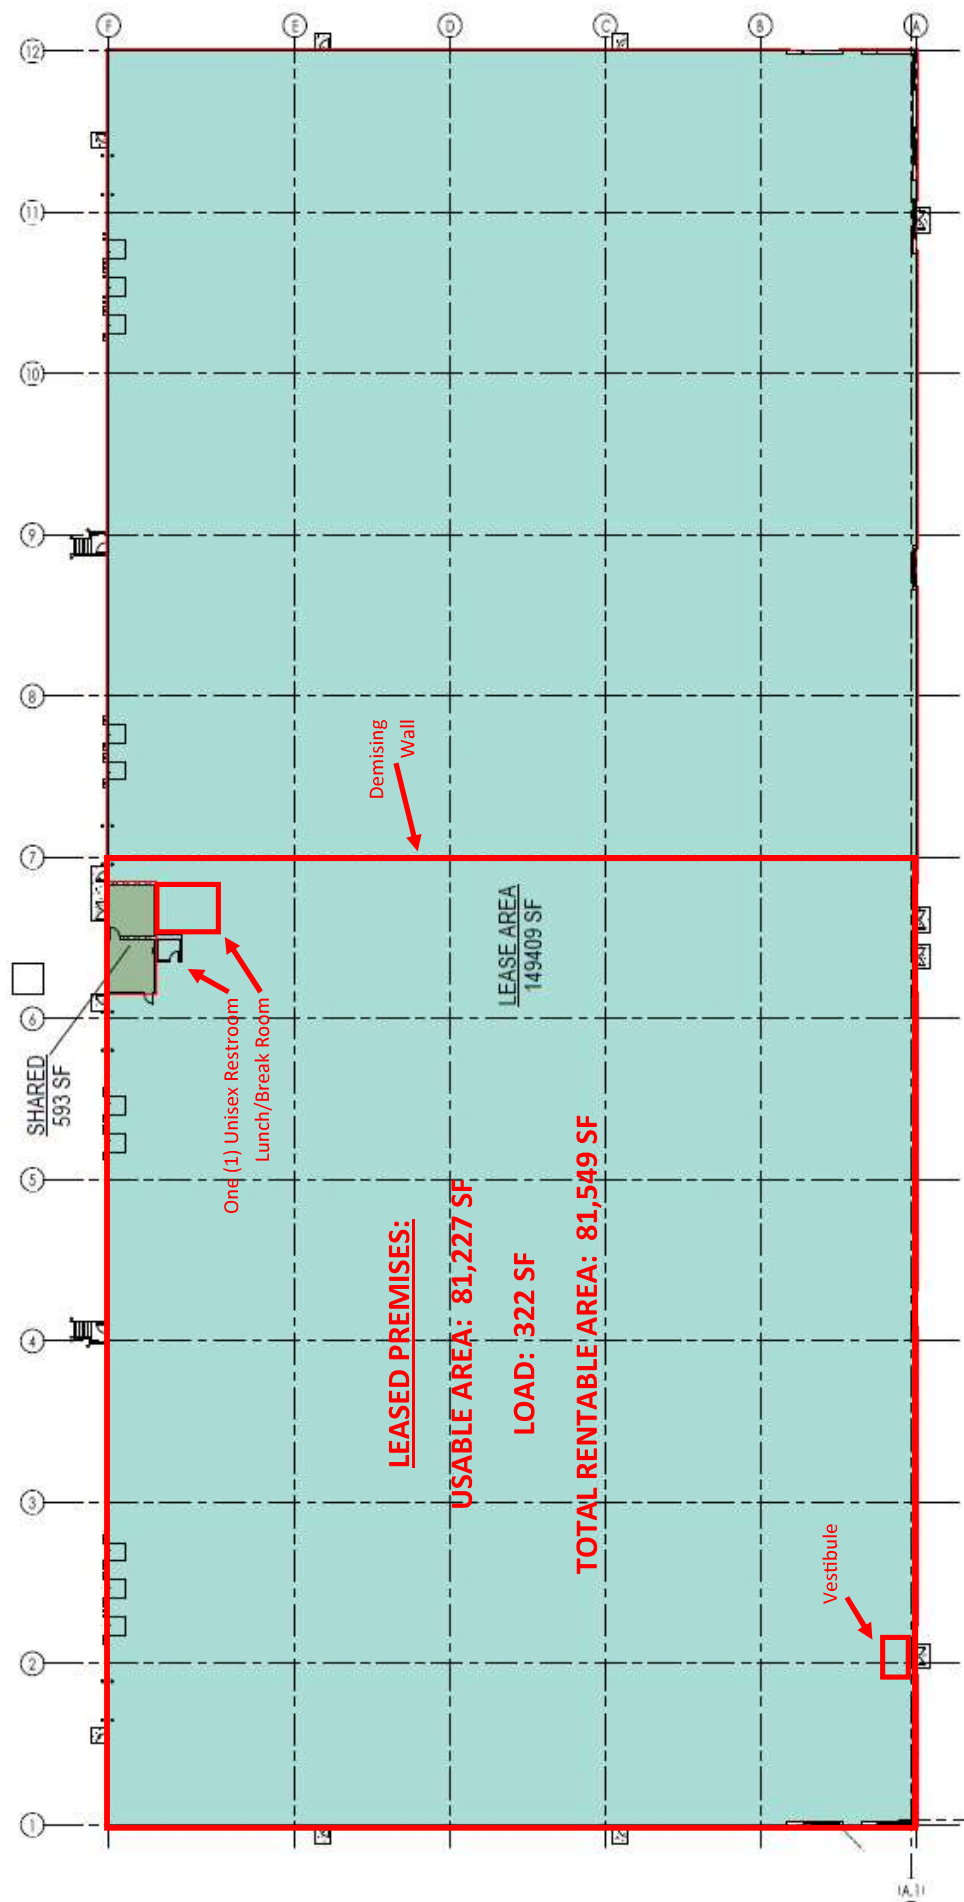 F
E
D
C
B
A
12
11
10
9
8
7
6
5
4
3
2
1
Demising
Wall
LEASE AREA
149409 SF
SHARED
593 SF
One (1) Unisex Restroom
Lunch/Break Room
LEASED PREMISES:
USABLE AREA: 81,227 SF
LOAD: 322 SF
TOTAL RENTABLE AREA: 81,549 SF
Vestibule
(A.1)